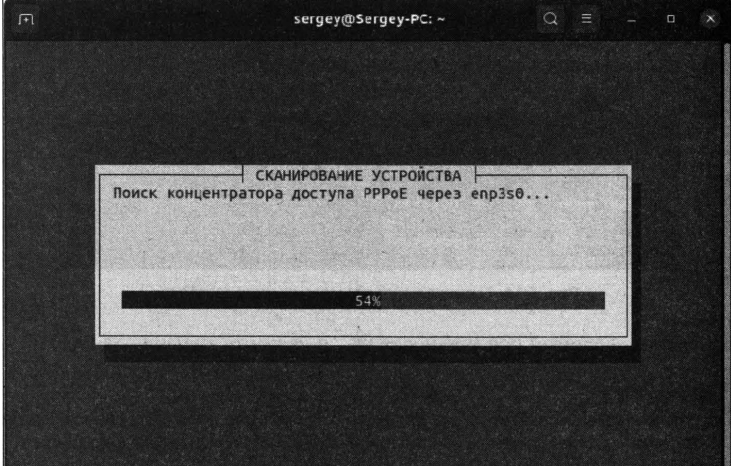 sergey@Sergey-PC: ~
СКАНИРОВАНИЕ УСТРОЙСТВА
Поиск концентратора доступа PPPoE через enp3s0...
54%